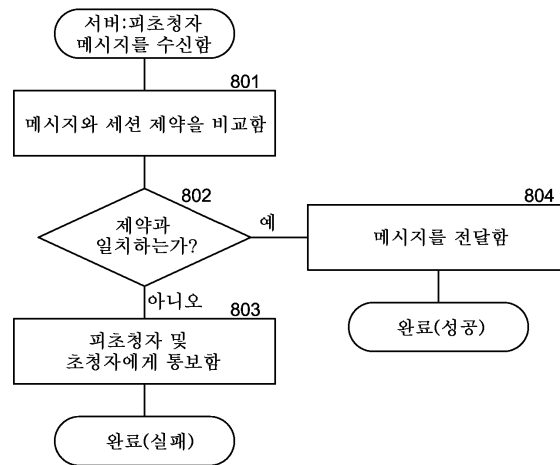 서버:피초청자
메시지를 수신함
801
메시지와 세션 제약을 비교함
802
제약과
일치하는가?
예
804
메시지를 전달함
완료(성공)
아니오
803
피초청자 및
초청자에게 통보함
완료(실패)